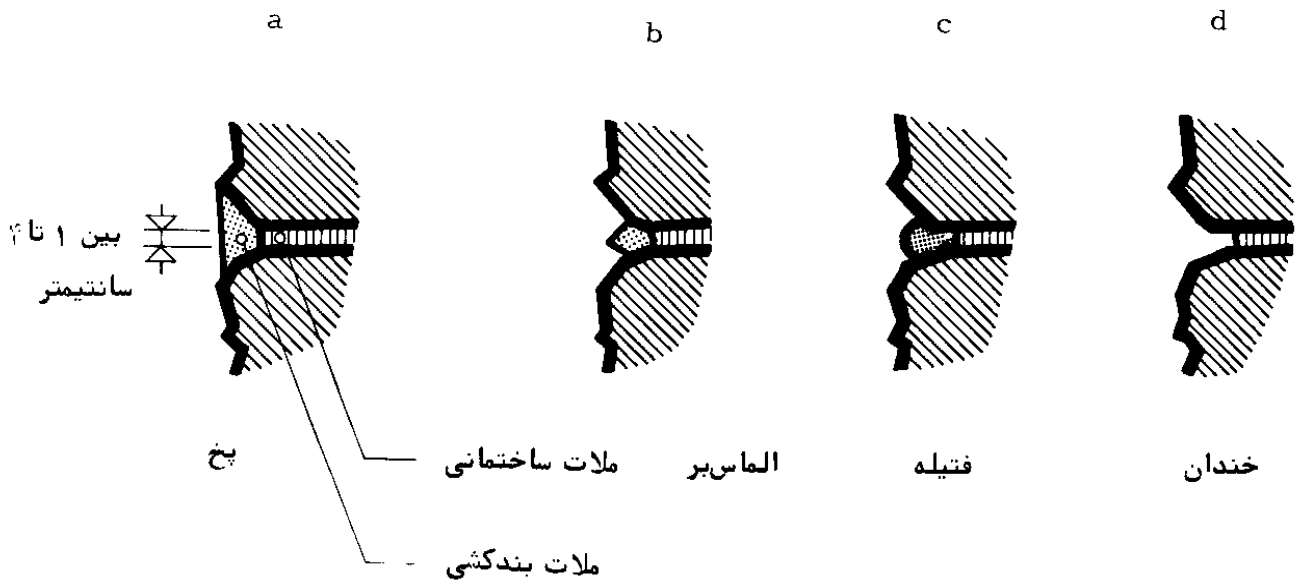 a
b
c
d
بین ۱ تا ۴
سانتیمتر
پخ
ملات ساختمانی
الماس‌بر
فتیله
خندان
ملات بندکشی